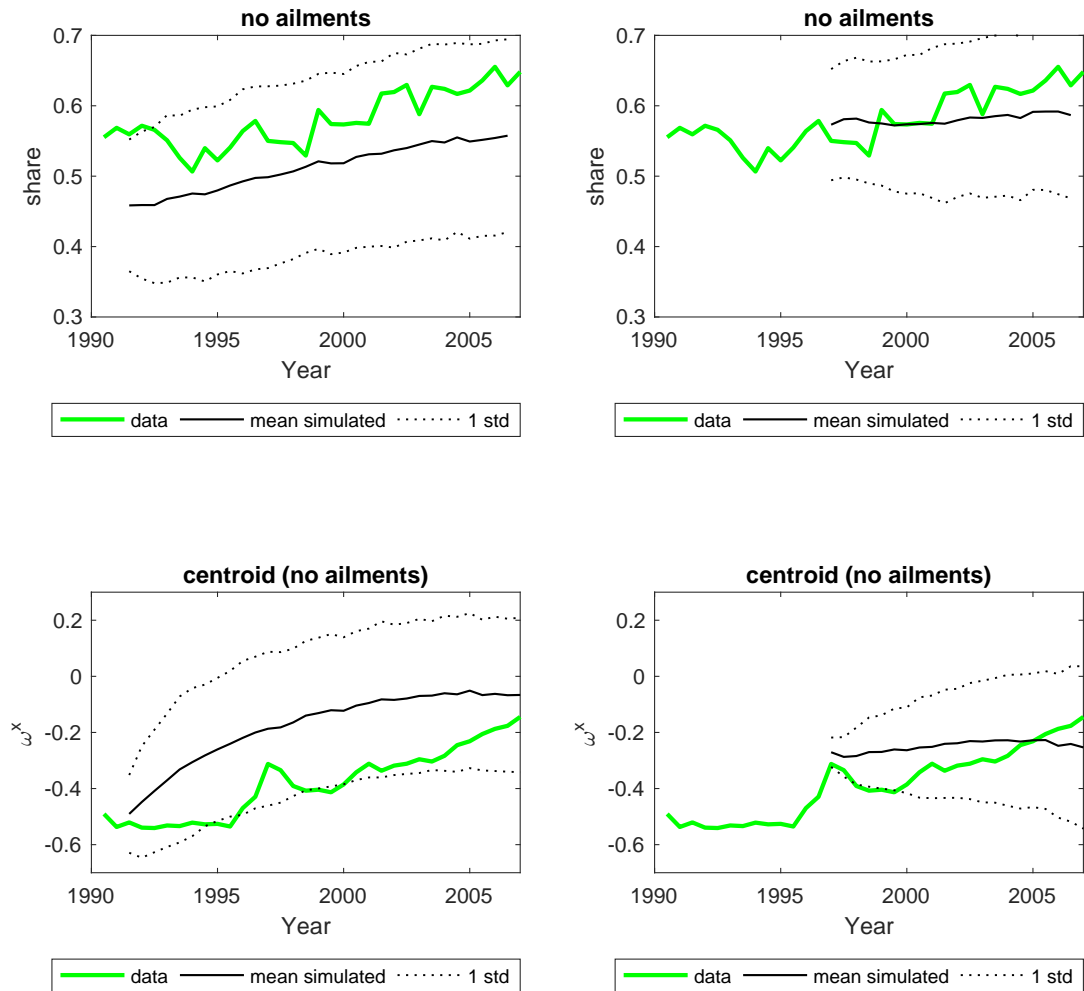 no ailments
0.7
0.6
0.5
0.4
0.3
share
1990 1995 2000 2005
Year
data mean simulated 1 std
no ailments
0.7
0.6
0.5
0.4
0.3
share
1990 1995 2000 2005
Year
data mean simulated 1 std
centroid (no ailments)
0.2
0
-0.2
-0.4
-0.6
ωx
1990 1995 2000 2005
Year
data mean simulated 1 std
centroid (no ailments)
0.2
0
-0.2
-0.4
-0.6
ωx
1990 1995 2000 2005
Year
data mean simulated 1 std